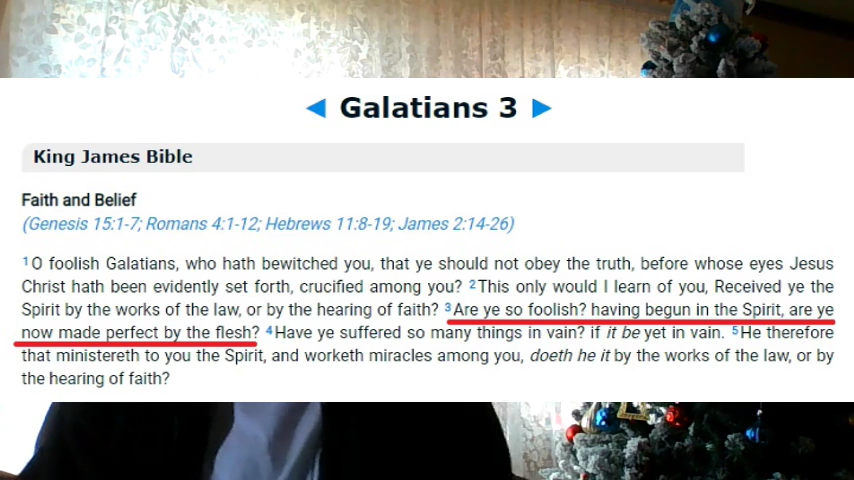 ◄ Galatians 3 ►
King James Bible
Faith and Belief
(Genesis 15:1-7; Romans 4:1-12; Hebrews 11:8-19; James 2:14-26)
1O foolish Galatians, who hath bewitched you, that ye should not obey the truth, before whose eyes Jesus
Christ hath been evidently set forth, crucified among you? 2This only would I learn of you, Received ye the
Spirit by the works of the law, or by the hearing of faith? 3Are ye so foolish? having begun in the Spirit, are ye
now made perfect by the flesh? 4Have ye suffered so many things in vain? if it be yet in vain. 5He therefore
that ministereth to you the Spirit, and worketh miracles among you, doeth he it by the works of the law, or by
the hearing of faith?